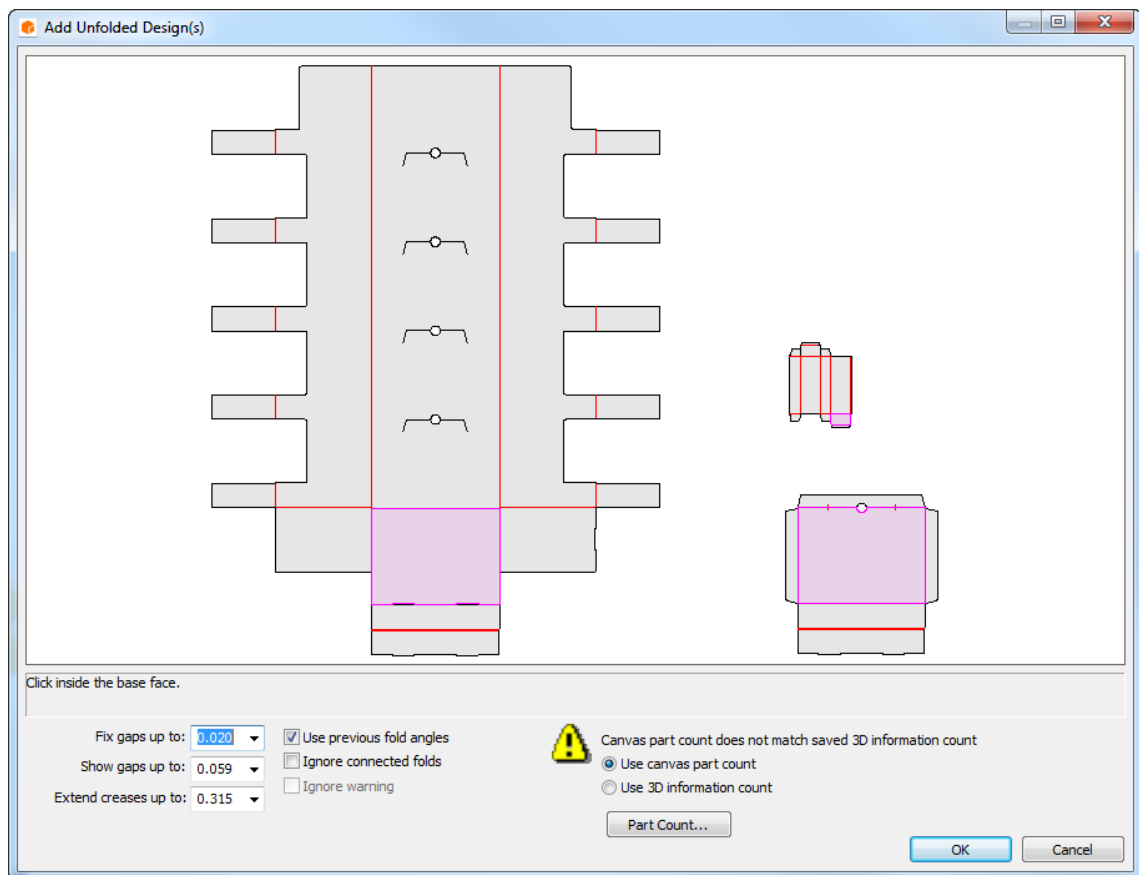 Add Unfolded Design(s)
Click inside the base face.
Fix gaps up to: 0.020
Show gaps up to: 0.059
Extend creases up to: 0.315
Use previous fold angles
Ignore connected folds
Ignore warning
Canvas part count does not match saved 3D information count
Use canvas part count
Use 3D information count
Part Count...
OK
Cancel